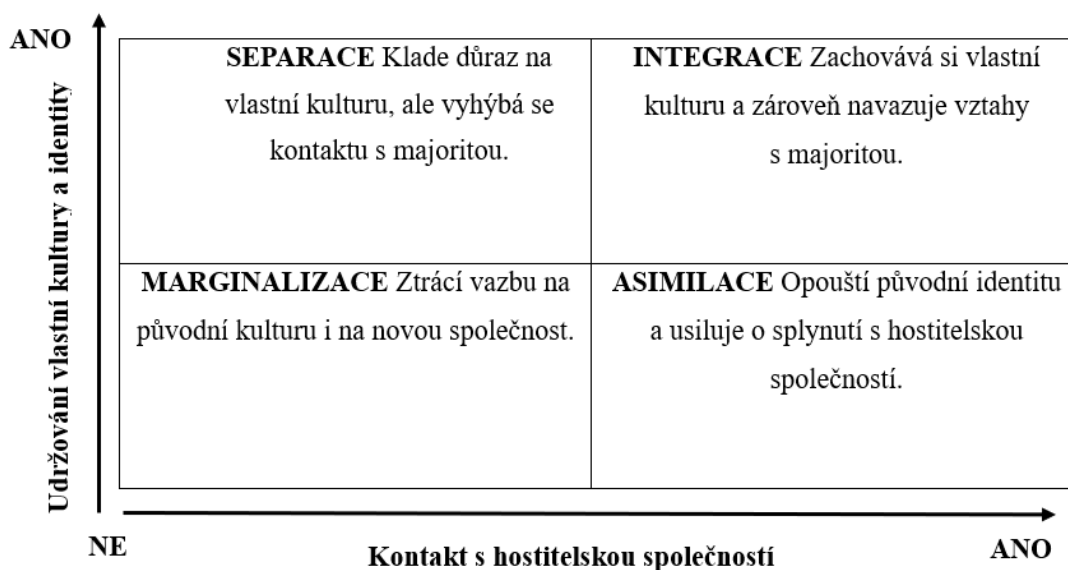 ANO
Udržování vlastní kultury a identity
SEPARACE Klade důraz na
vlastní kulturu, ale vyhýbá se
kontaktu s majoritou.
INTEGRACE Zachovává si vlastní
kulturu a zároveň navazuje vztahy
s majoritou.
MARGINALIZACE Ztrácí vazbu na
původní kulturu i na novou společnost.
ASIMILACE Opouští původní identitu
a usiluje o splynutí s hostitelskou
společností.
NE
Kontakt s hostitelskou společností
ANO